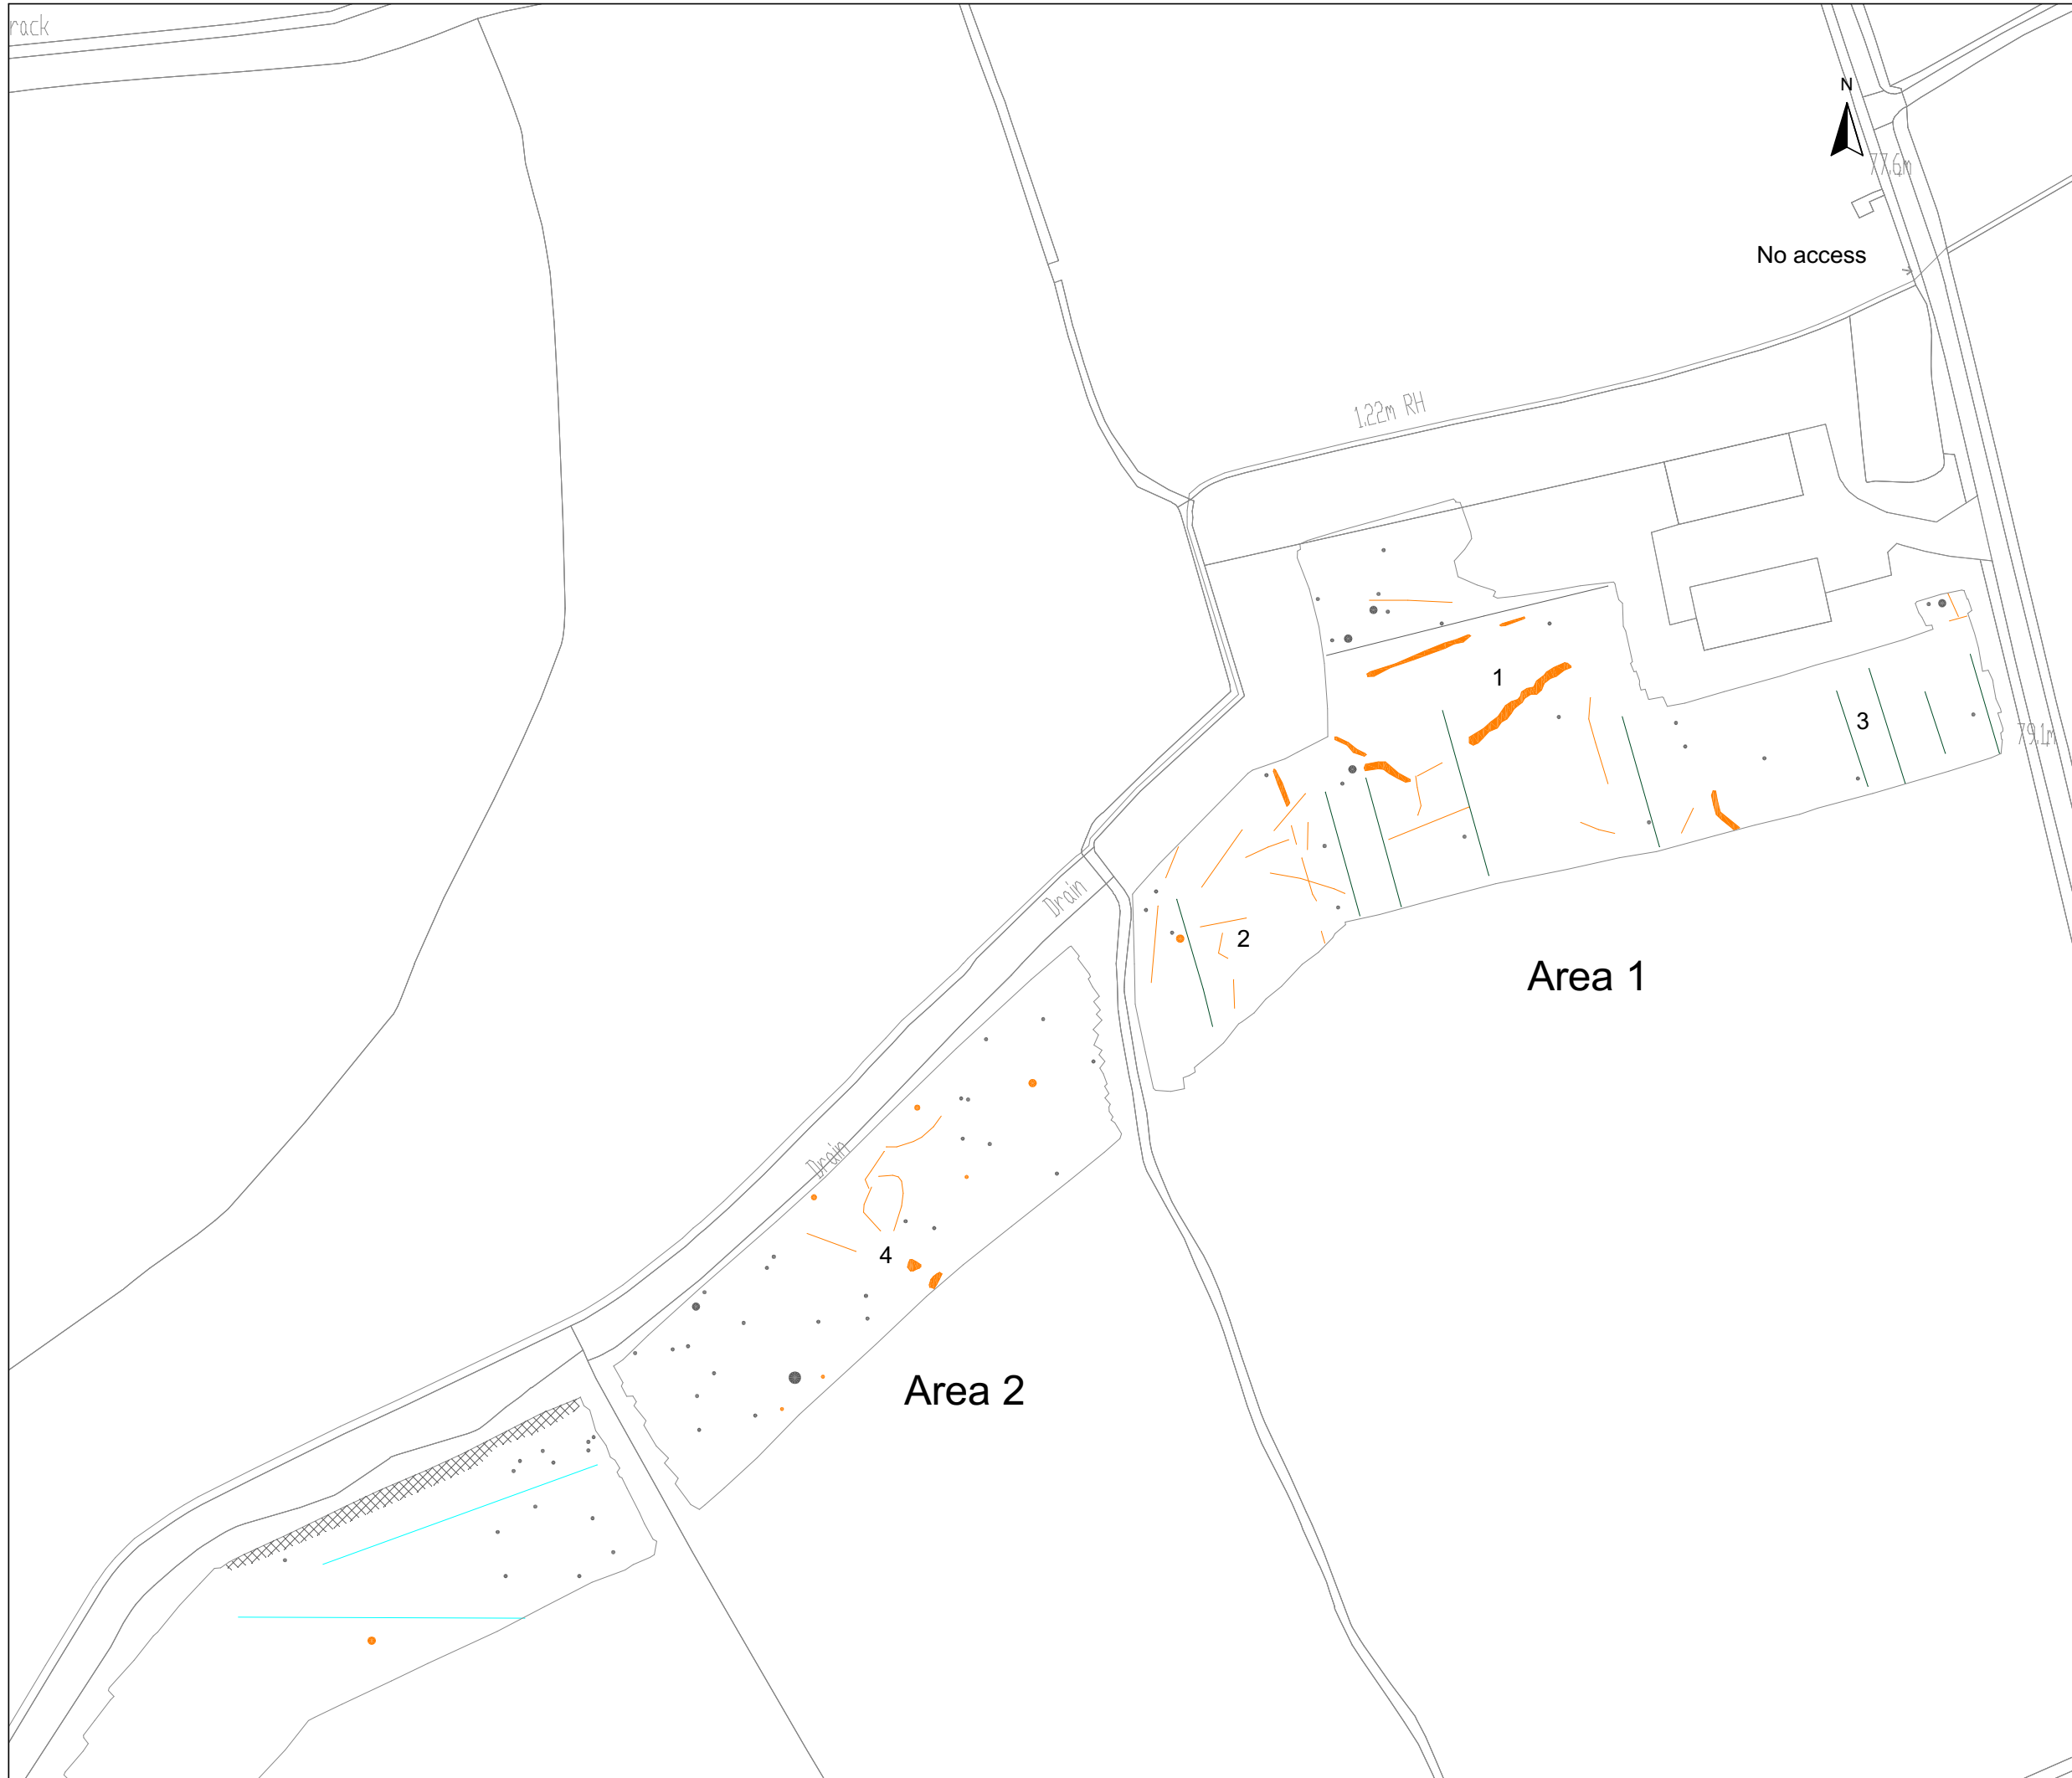 rack
N
77.6m
No access
1.22m RH
1
3
79.1m
Drain
2
Area 1
Drain
4
Area 2